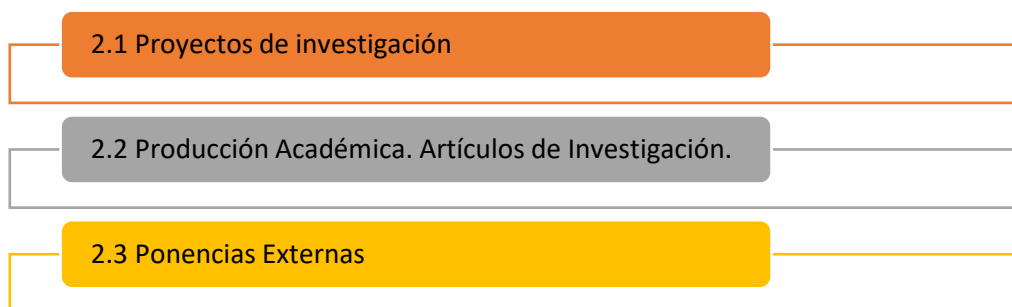 2.1 Proyectos de investigación
2.2 Producción Académica. Artículos de Investigación.
2.3 Ponencias Externas